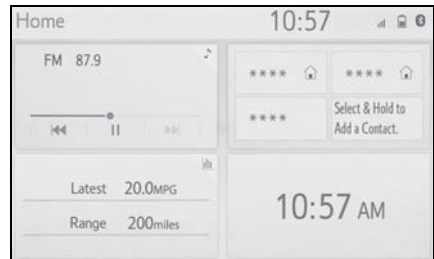 Home 10:57
FM 87.9
**** ****
**** Select & Hold to
Add a Contact.
Latest 20.0MPG
Range 200miles
10:57 AM